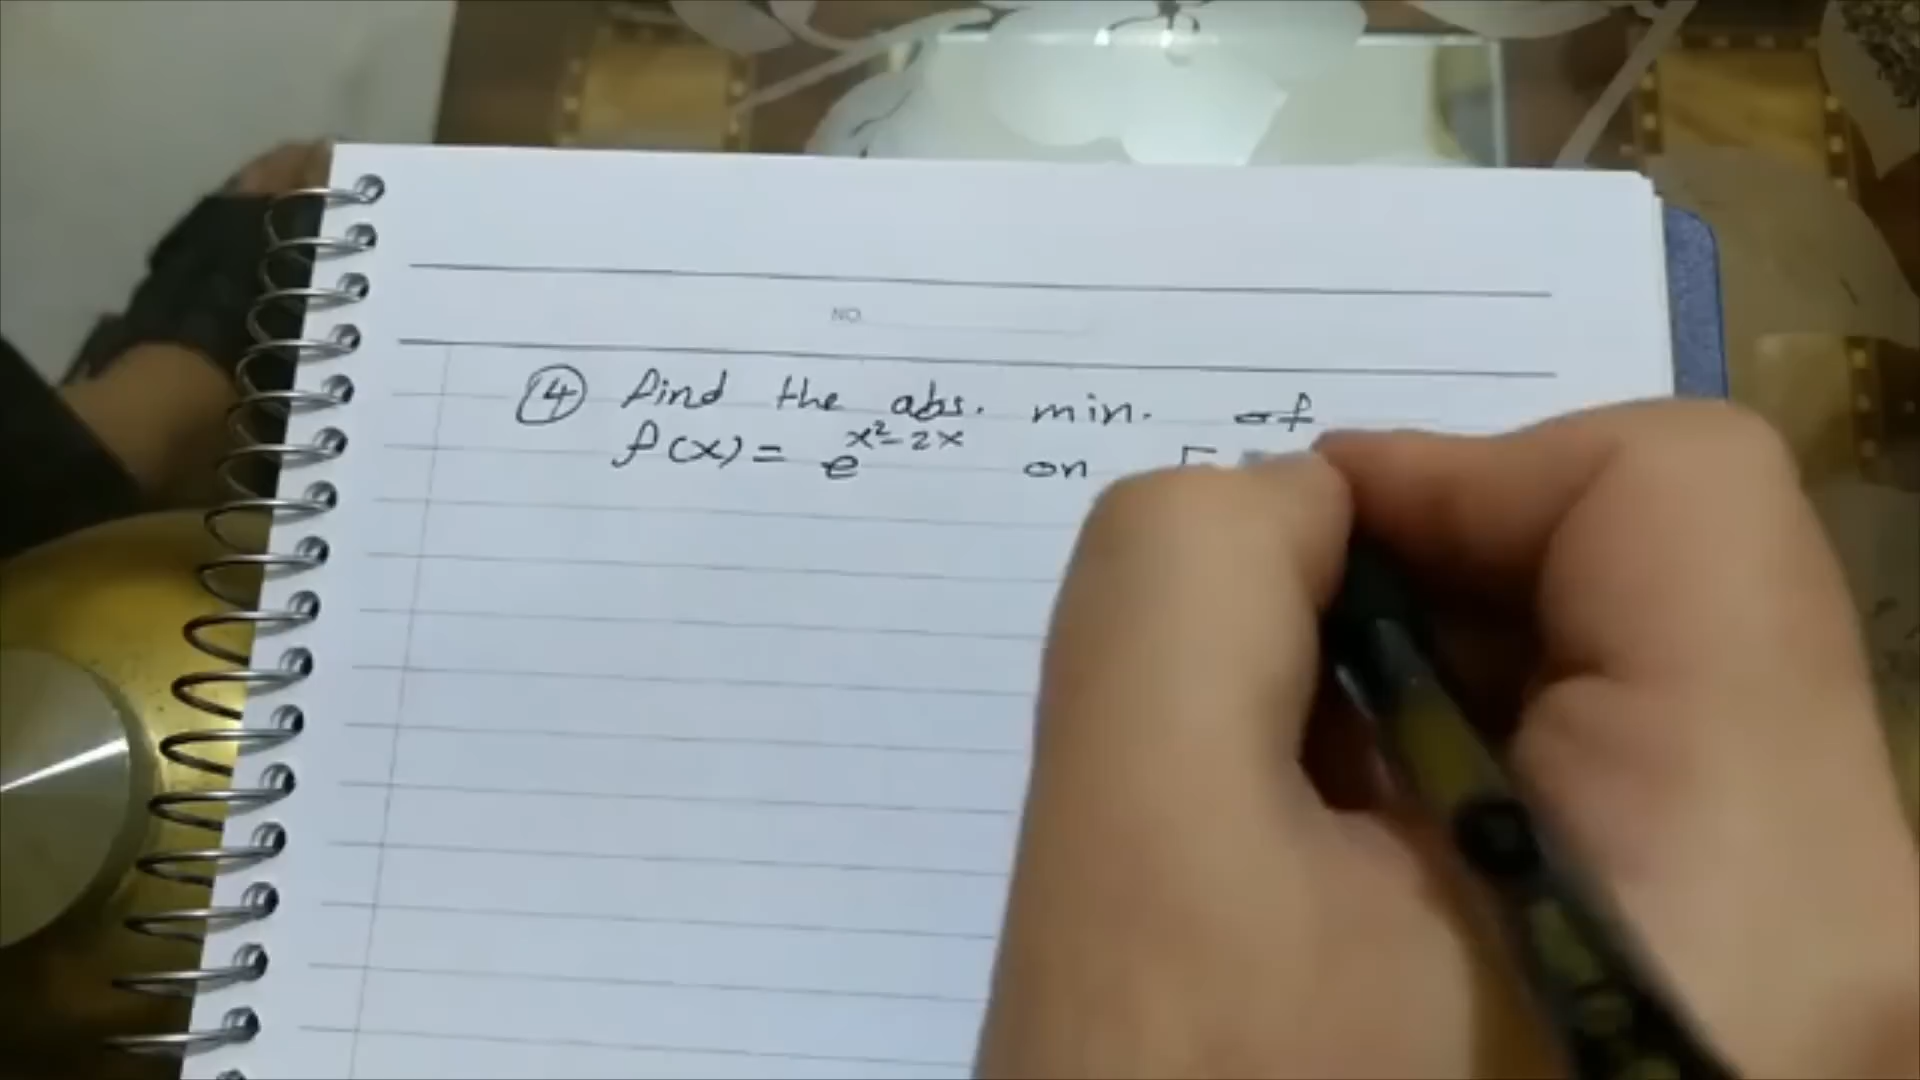 NO.
④ find the abs. min. of
f(x) = e^{x²-2x} on [